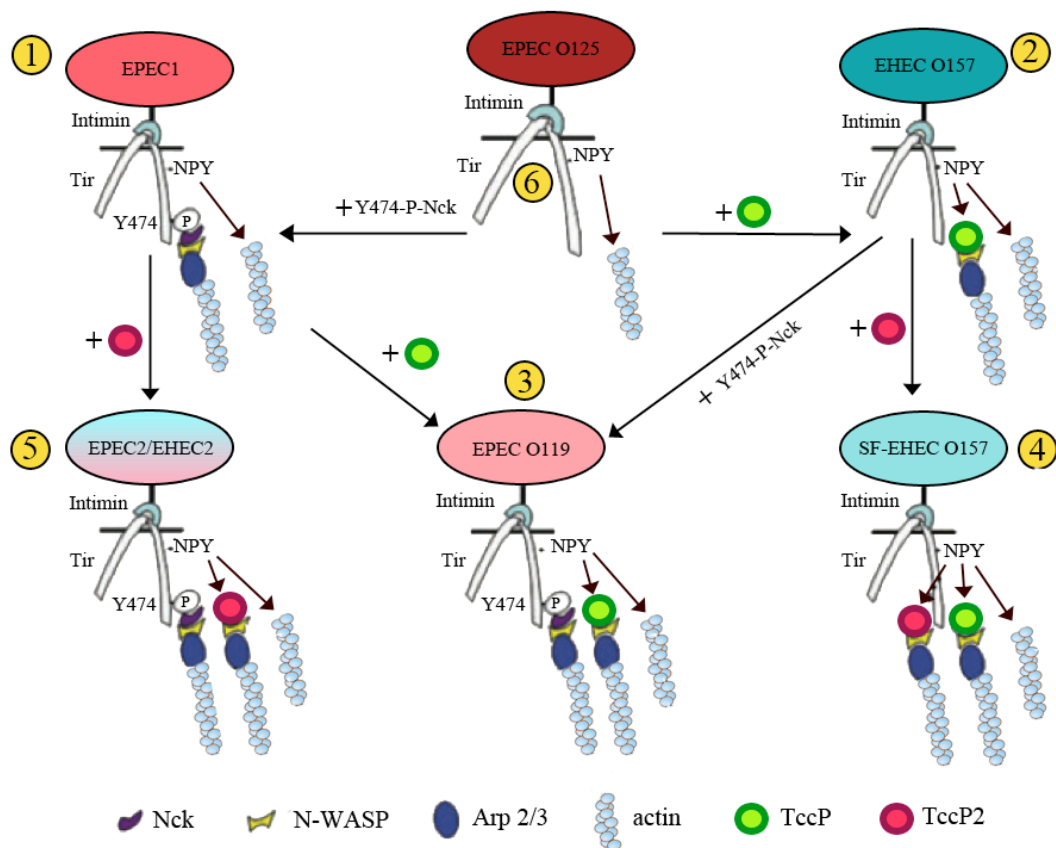 1
EPEC1
Intimin
Tir
NPY
Y474
P
EPEC O125
Intimin
Tir
NPY
6
2
EHEC O157
Intimin
Tir
NPY
+Y474-P-Nck
+
+
+
+ Y474-P-Nck
+
5
EPEC2/EHEC2
Intimin
Tir
NPY
Y474
P
3
EPEC O119
Intimin
Tir
NPY
Y474
P
4
SF-EHEC O157
Intimin
Tir
NPY
Nck
N-WASP
Arp 2/3
actin
TccP
TccP2